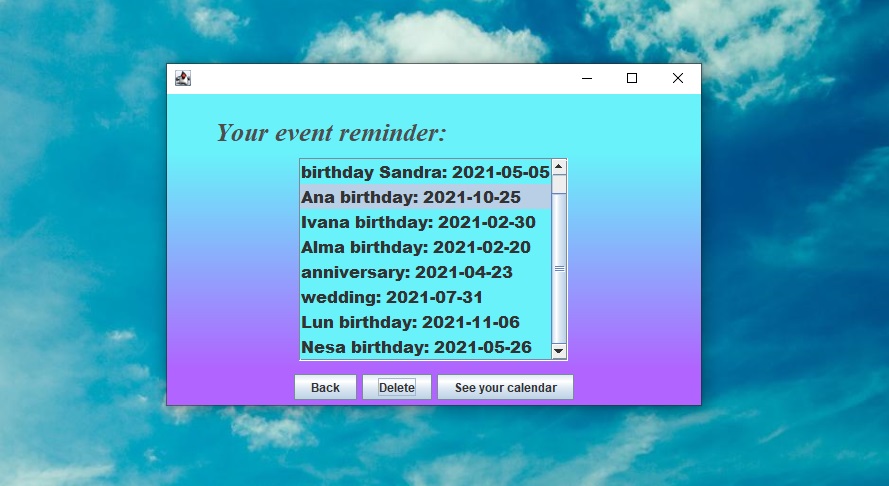 Your event reminder:
birthday Sandra: 2021-05-05
Ana birthday: 2021-10-25
Ivana birthday: 2021-02-30
Alma birthday: 2021-02-20
anniversary: 2021-04-23
wedding: 2021-07-31
Lun birthday: 2021-11-06
Nesa birthday: 2021-05-26
Back Delete See your calendar